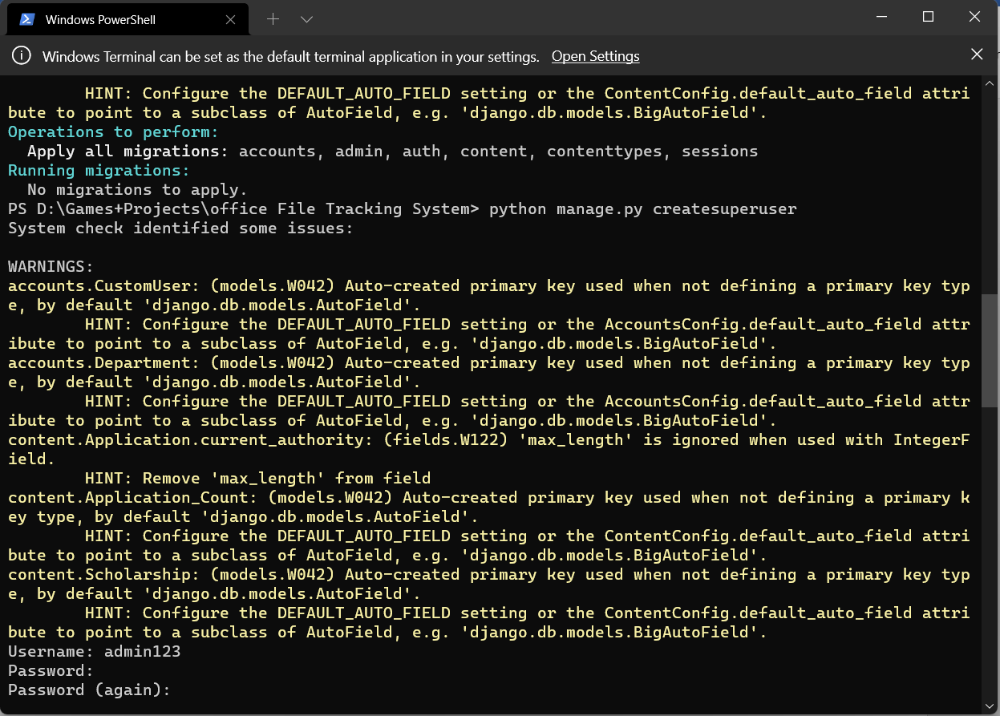 Windows PowerShell
Windows Terminal can be set as the default terminal application in your settings. Open Settings
HINT: Configure the DEFAULT_AUTO_FIELD setting or the ContentConfig.default_auto_field attri
bute to point to a subclass of AutoField, e.g. 'django.db.models.BigAutoField'.
Operations to perform:
Apply all migrations: accounts, admin, auth, content, contenttypes, sessions
Running migrations:
No migrations to apply.
PS D:\Games+Projects\office File Tracking System> python manage.py createsuperuser
System check identified some issues:
WARNINGS:
accounts.CustomUser: (models.W042) Auto-created primary key used when not defining a primary key typ
e, by default 'django.db.models.AutoField'.
HINT: Configure the DEFAULT_AUTO_FIELD setting or the AccountsConfig.default_auto_field attr
ibute to point to a subclass of AutoField, e.g. 'django.db.models.BigAutoField'.
accounts.Department: (models.W042) Auto-created primary key used when not defining a primary key typ
e, by default 'django.db.models.AutoField'.
HINT: Configure the DEFAULT_AUTO_FIELD setting or the AccountsConfig.default_auto_field attr
ibute to point to a subclass of AutoField, e.g. 'django.db.models.BigAutoField'.
content.Application.current_authority: (fields.W122) 'max_length' is ignored when used with IntegerF
ield.
HINT: Remove 'max_length' from field
content.Application_Count: (models.W042) Auto-created primary key used when not defining a primary k
ey type, by default 'django.db.models.AutoField'.
HINT: Configure the DEFAULT_AUTO_FIELD setting or the ContentConfig.default_auto_field attri
bute to point to a subclass of AutoField, e.g. 'django.db.models.BigAutoField'.
content.Scholarship: (models.W042) Auto-created primary key used when not defining a primary key typ
e, by default 'django.db.models.AutoField'.
HINT: Configure the DEFAULT_AUTO_FIELD setting or the ContentConfig.default_auto_field attri
bute to point to a subclass of AutoField, e.g. 'django.db.models.BigAutoField'.
Username: admin123
Password:
Password (again):